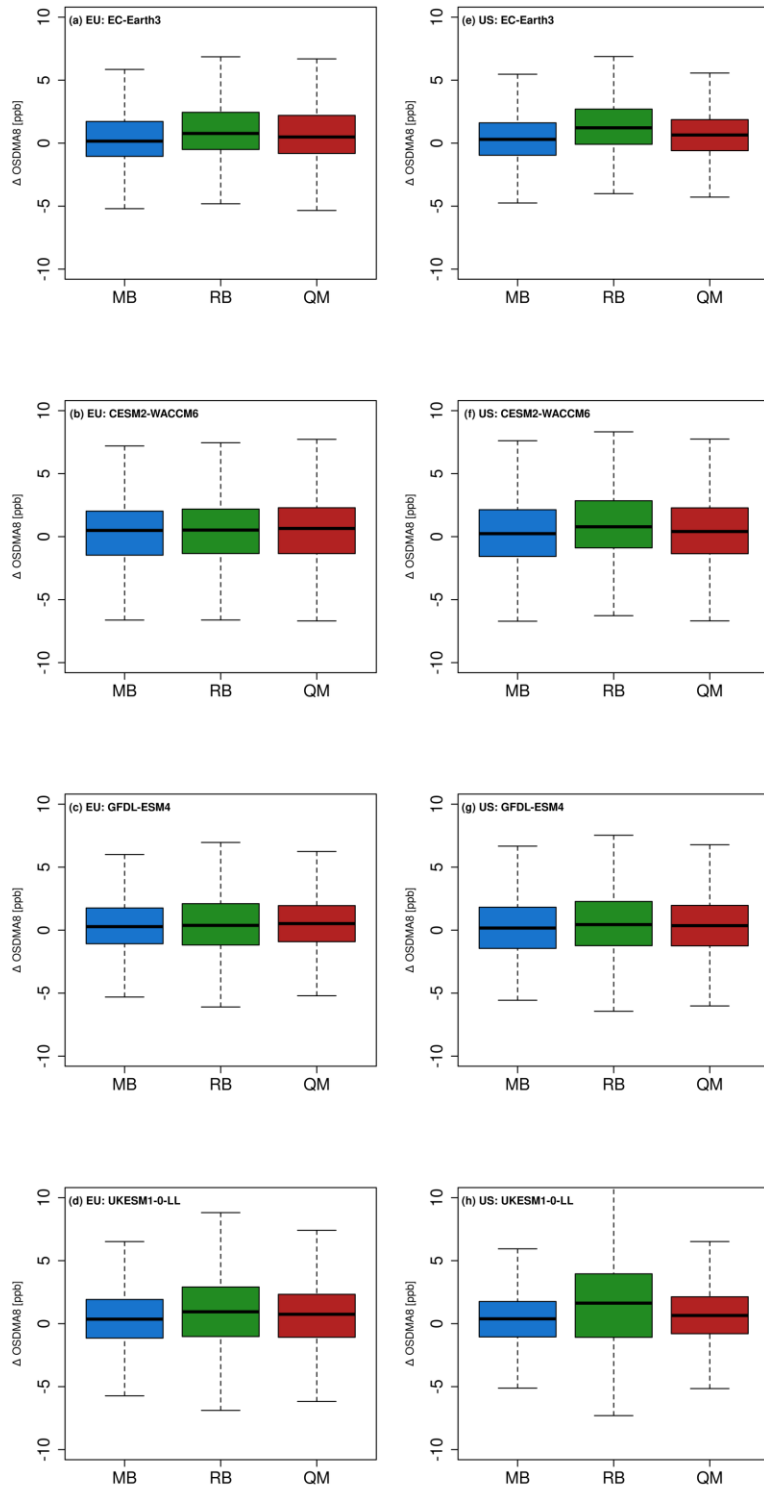 (a) EU: EC-Earth3
Δ OSDMA8 [ppb]
10
5
0
-5
-10
MB RB QM
(e) US: EC-Earth3
Δ OSDMA8 [ppb]
10
5
0
-5
-10
MB RB QM
(b) EU: CESM2-WACCM6
Δ OSDMA8 [ppb]
10
5
0
-5
-10
MB RB QM
(f) US: CESM2-WACCM6
Δ OSDMA8 [ppb]
10
5
0
-5
-10
MB RB QM
(c) EU: GFDL-ESM4
Δ OSDMA8 [ppb]
10
5
0
-5
-10
MB RB QM
(g) US: GFDL-ESM4
Δ OSDMA8 [ppb]
10
5
0
-5
-10
MB RB QM
(d) EU: UKESM1-0-LL
Δ OSDMA8 [ppb]
10
5
0
-5
-10
MB RB QM
(h) US: UKESM1-0-LL
Δ OSDMA8 [ppb]
10
5
0
-5
-10
MB RB QM